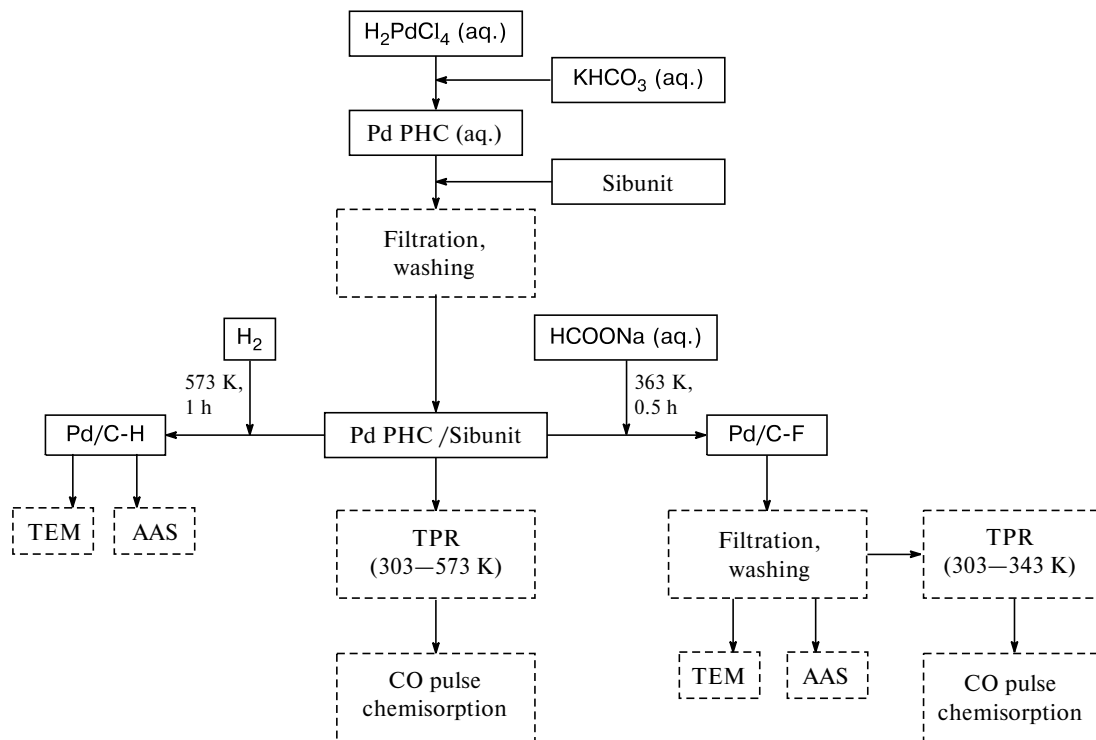 H₂PdCl₄ (aq.)
KHCO₃ (aq.)
Pd PHC (aq.)
Sibunit
Filtration,
washing
H₂
HCOONa (aq.)
573 K,
1 h
363 K,
0.5 h
Pd/C-H
Pd PHC /Sibunit
Pd/C-F
TEM
AAS
TPR
(303—573 K)
Filtration,
washing
TPR
(303—343 K)
CO pulse
chemisorption
TEM
AAS
CO pulse
chemisorption